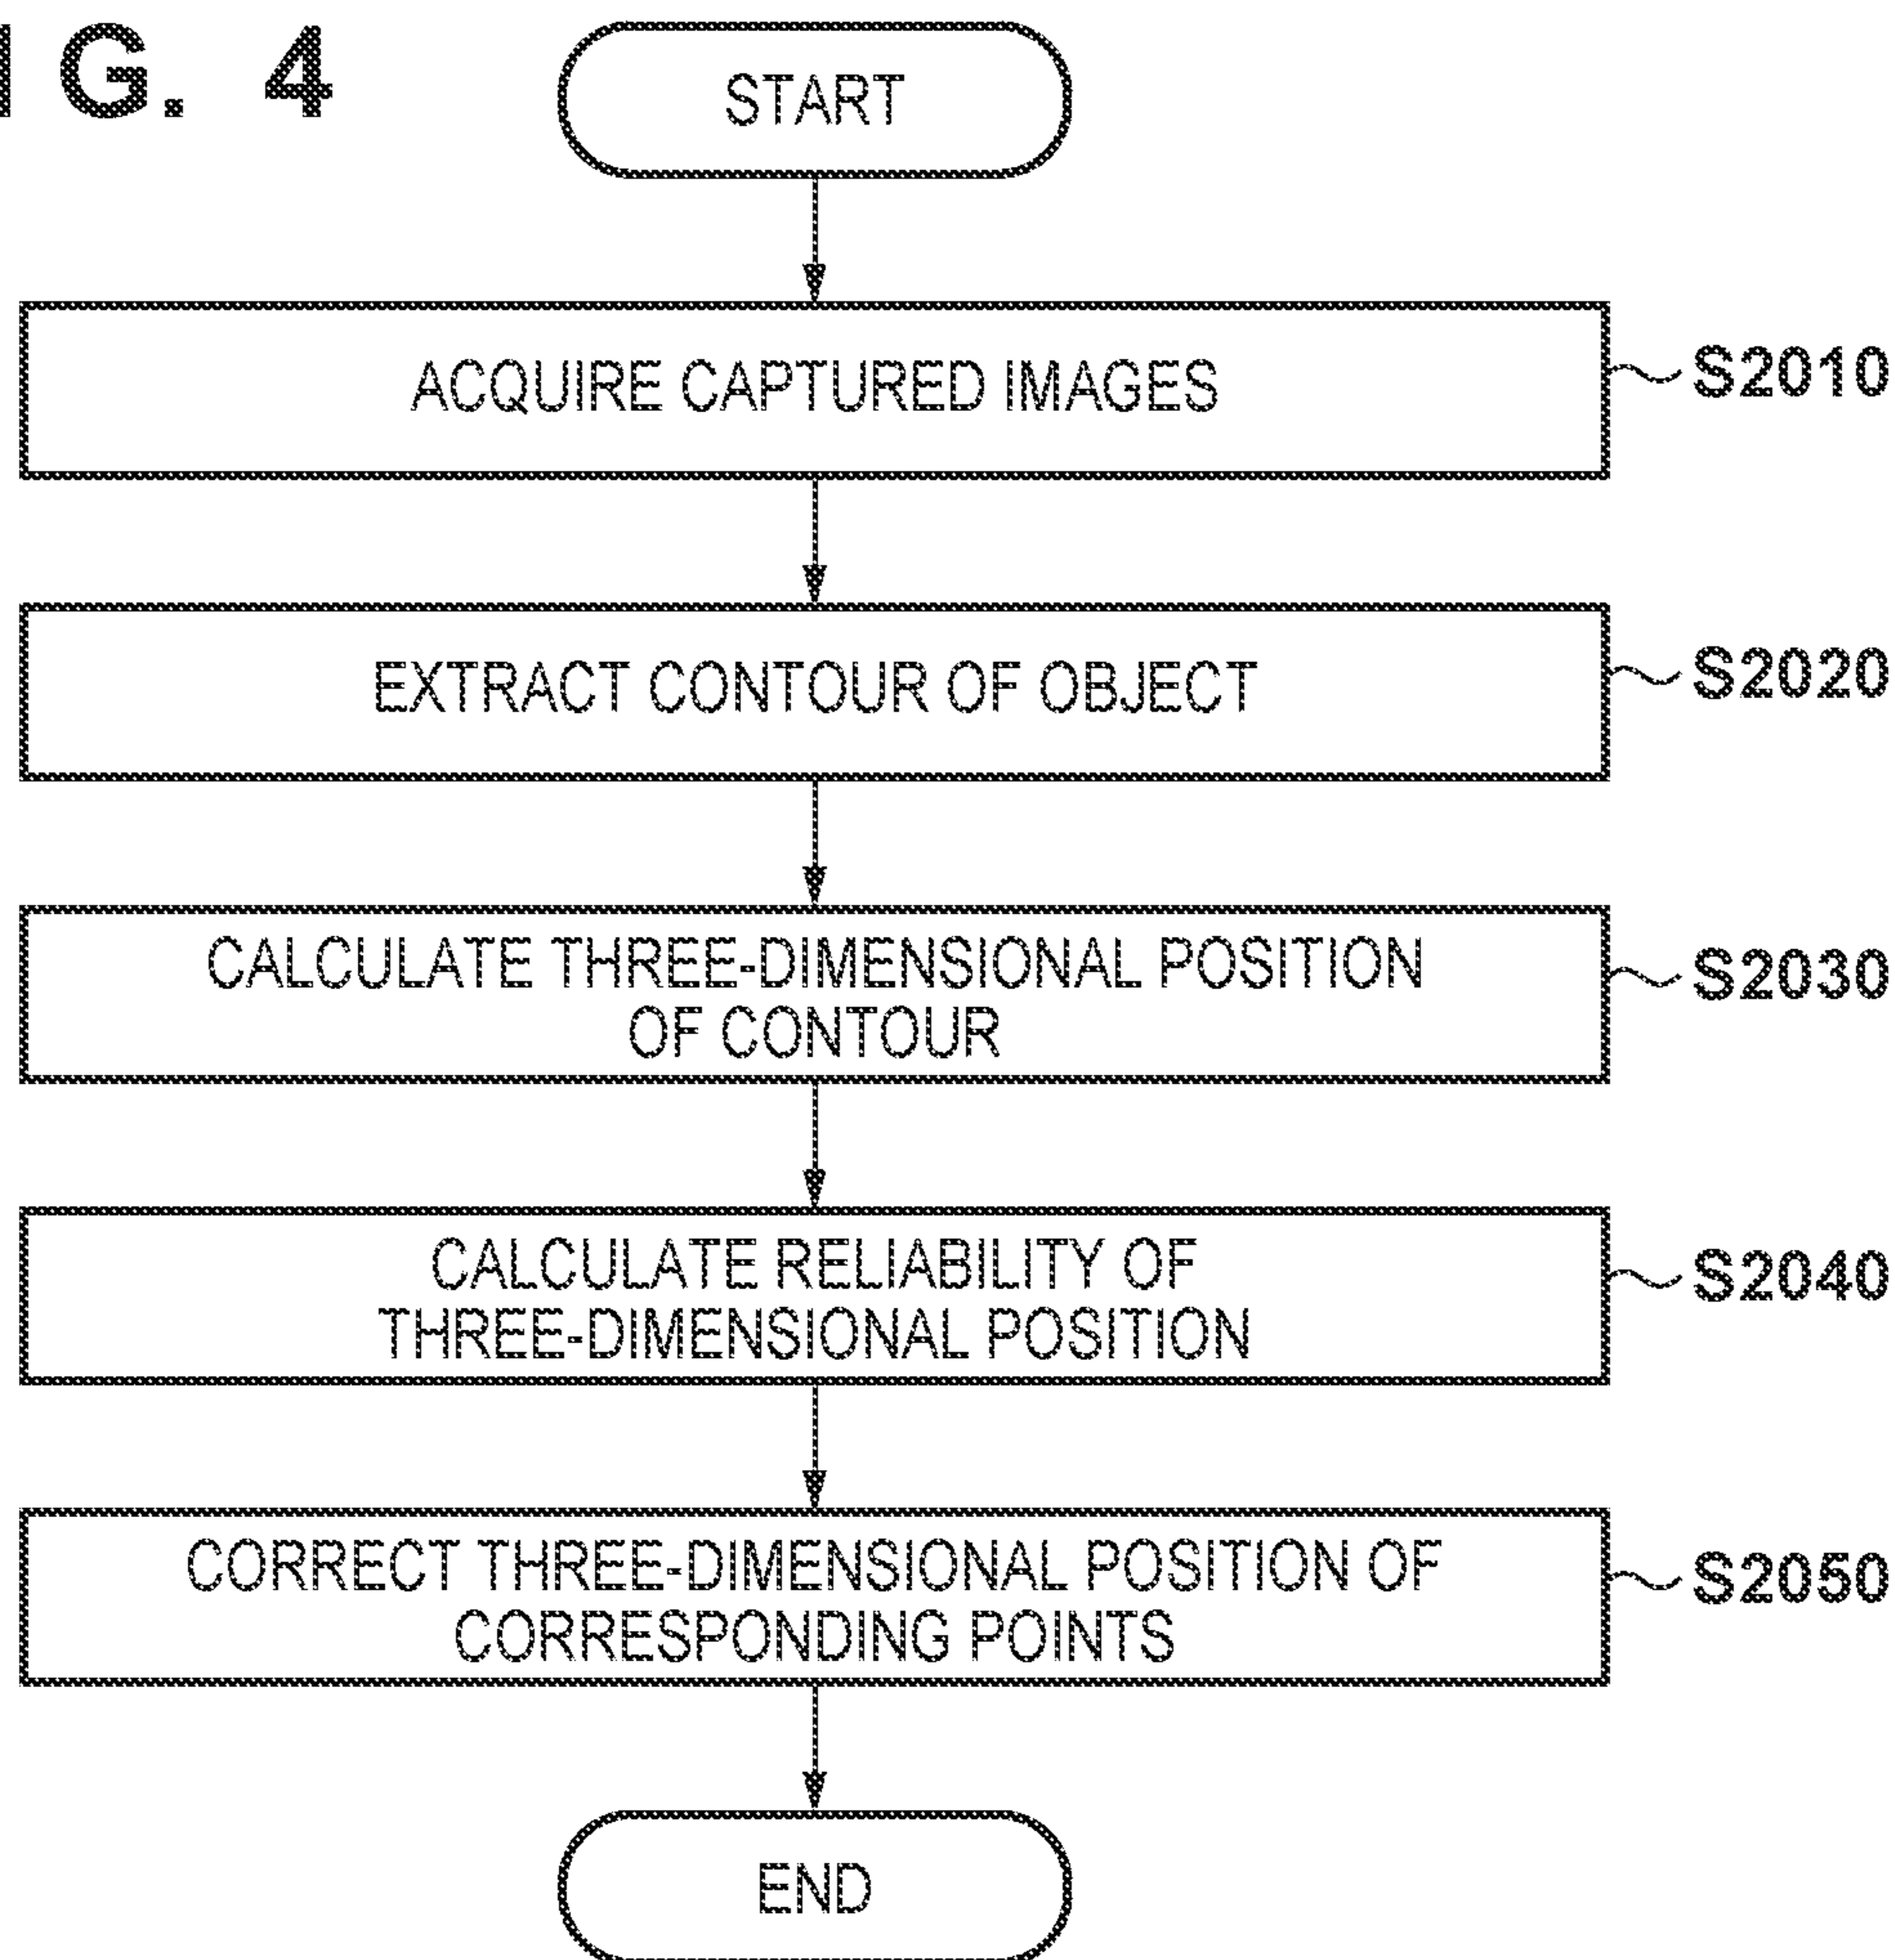 I G. 4
START
ACQUIRE CAPTURED IMAGES
S2010
EXTRACT CONTOUR OF OBJECT
S2020
CALCULATE THREE-DIMENSIONAL POSITION
OF CONTOUR
S2030
CALCULATE RELIABILITY OF
THREE-DIMENSIONAL POSITION
S2040
CORRECT THREE-DIMENSIONAL POSITION OF
CORRESPONDING POINTS
S2050
END